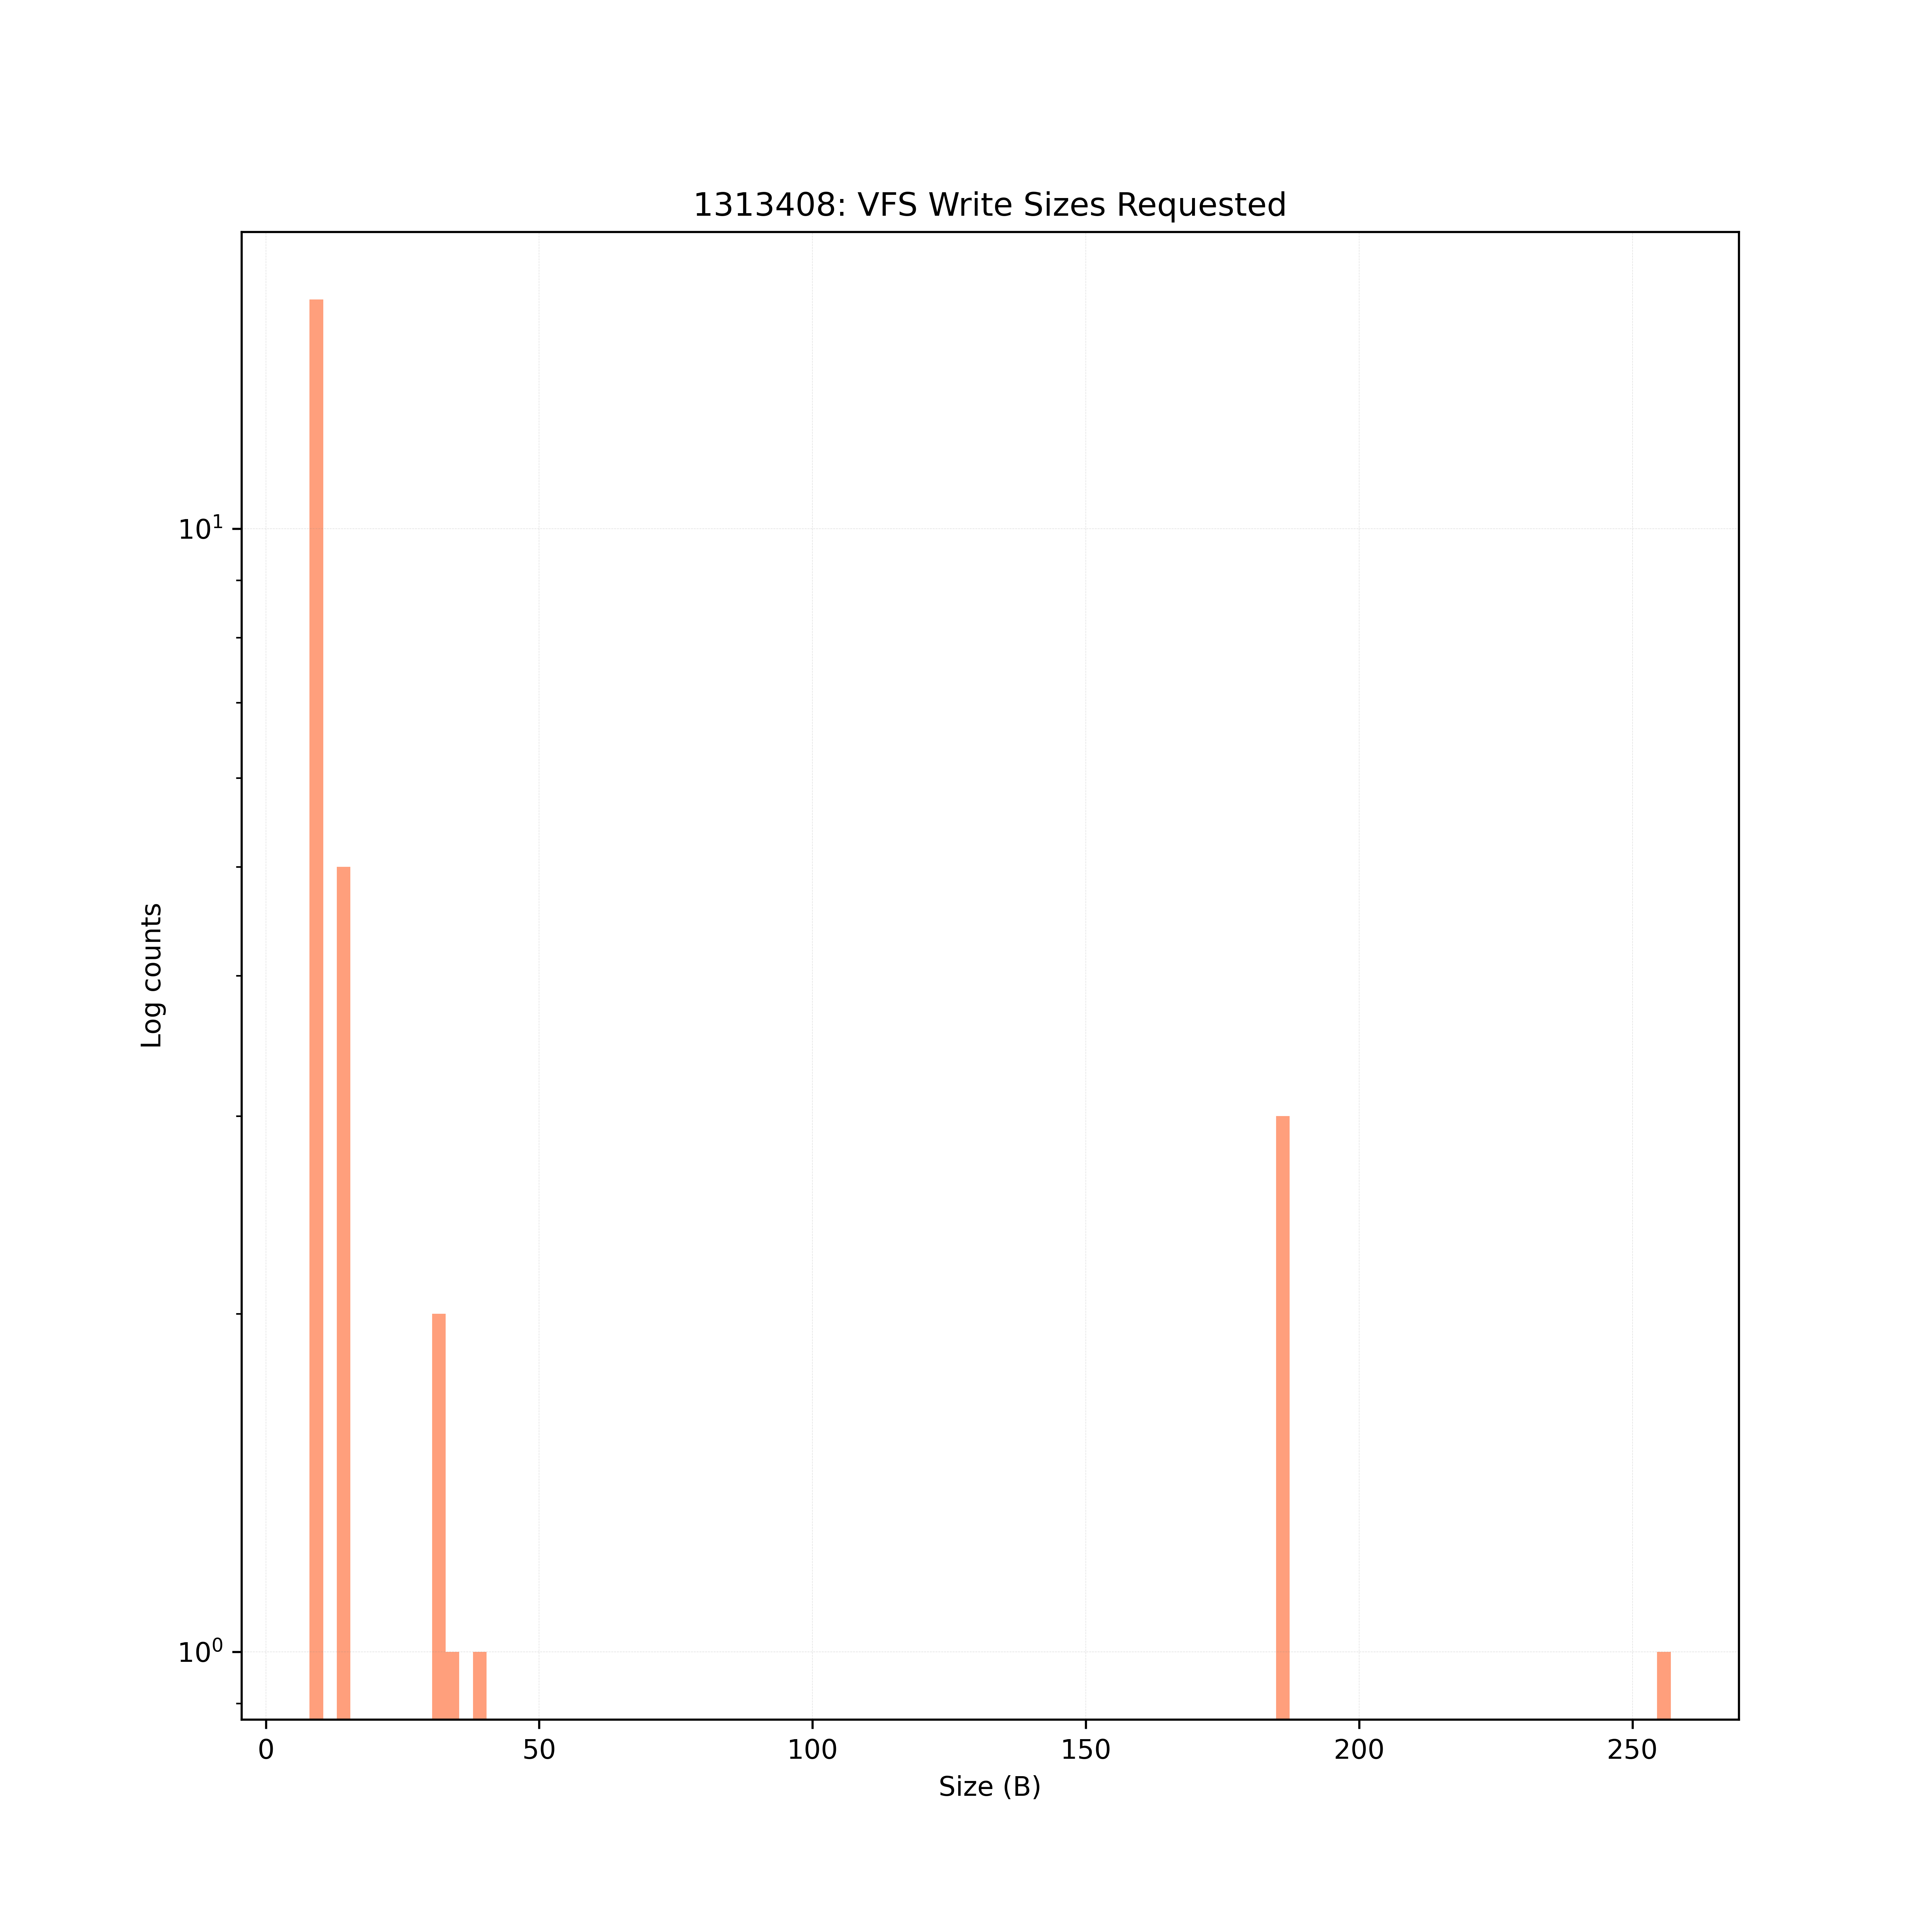 1313408: VFS Write Sizes Requested
10¹
Log counts
10⁰
0 50 100 150 200 250
Size (B)